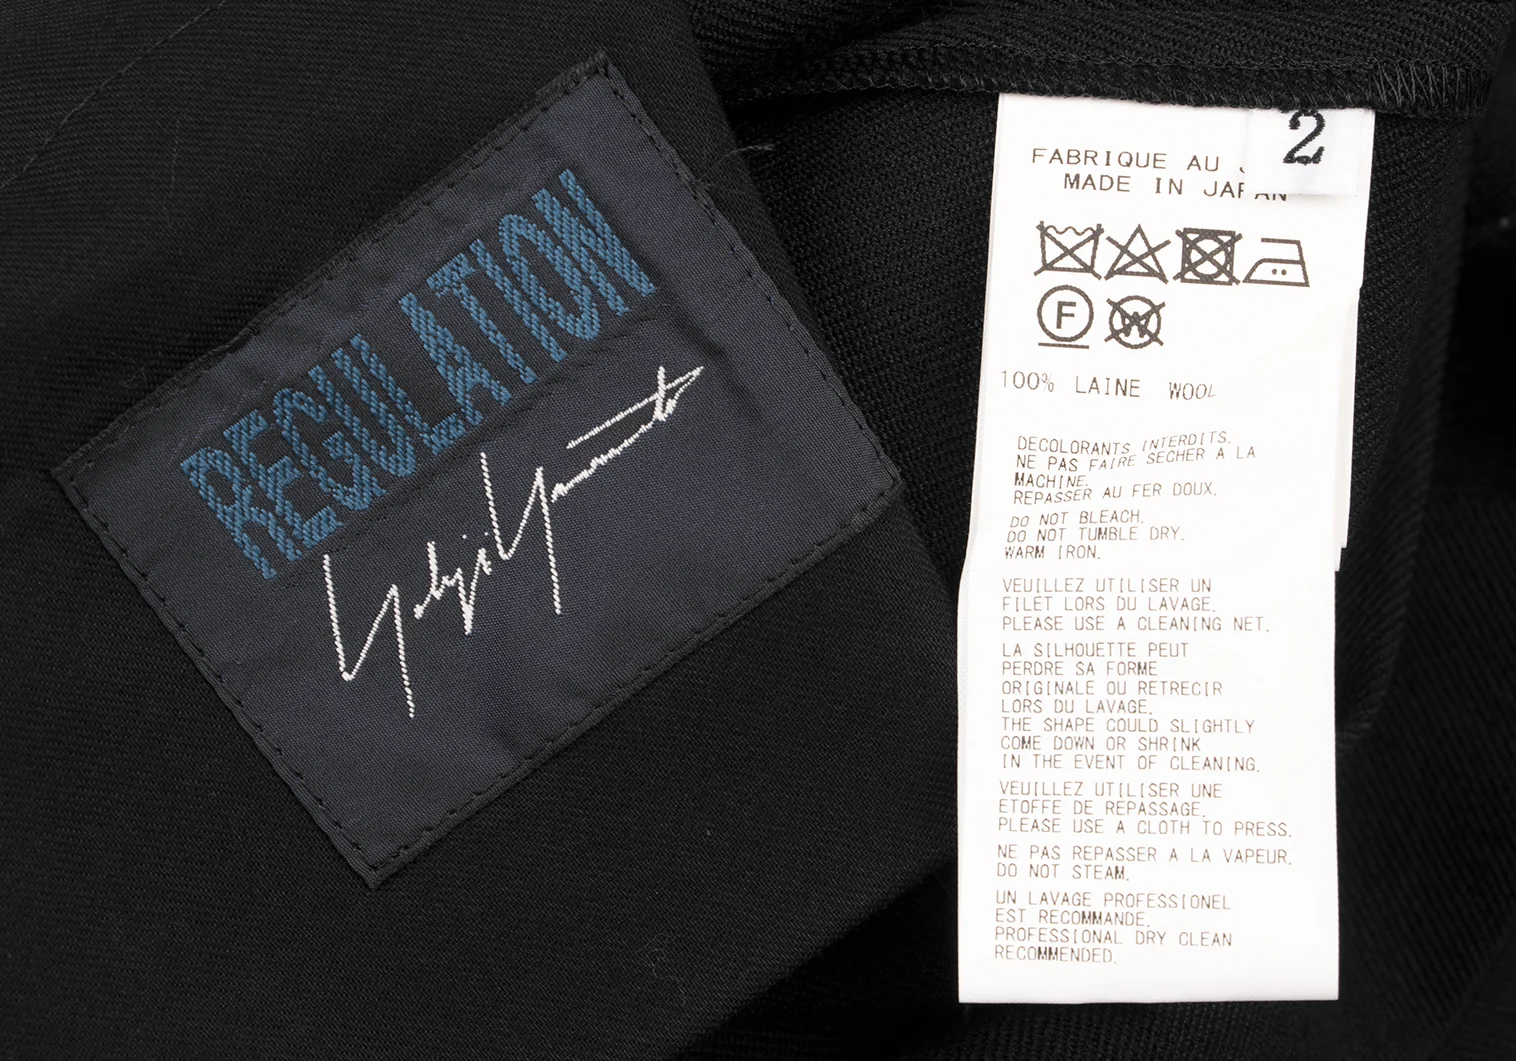 REGULATION
Yohji Yamamoto
2
FABRIQUE AU J
MADE IN JAPAN
F
W
100% LAINE WOOL
DECOLORANTS INTERDITS.
NE PAS FAIRE SECHER A LA
MACHINE.
REPASSER AU FER DOUX.
DO NOT BLEACH.
DO NOT TUMBLE DRY.
WARM IRON.
VEUILLEZ UTILISER UN
FILET LORS DU LAVAGE.
PLEASE USE A CLEANING NET.
LA SILHOUETTE PEUT
PERDRE SA FORME
ORIGINALE OU RETRECIR
LORS DU LAVAGE.
THE SHAPE COULD SLIGHTLY
COME DOWN OR SHRINK
IN THE EVENT OF CLEANING.
VEUILLEZ UTILISER UNE
ETOFFE DE REPASSAGE.
PLEASE USE A CLOTH TO PRESS.
NE PAS REPASSER A LA VAPEUR.
DO NOT STEAM.
UN LAVAGE PROFESSIONEL
EST RECOMMANDE.
PROFESSIONAL DRY CLEAN
RECOMMENDED.